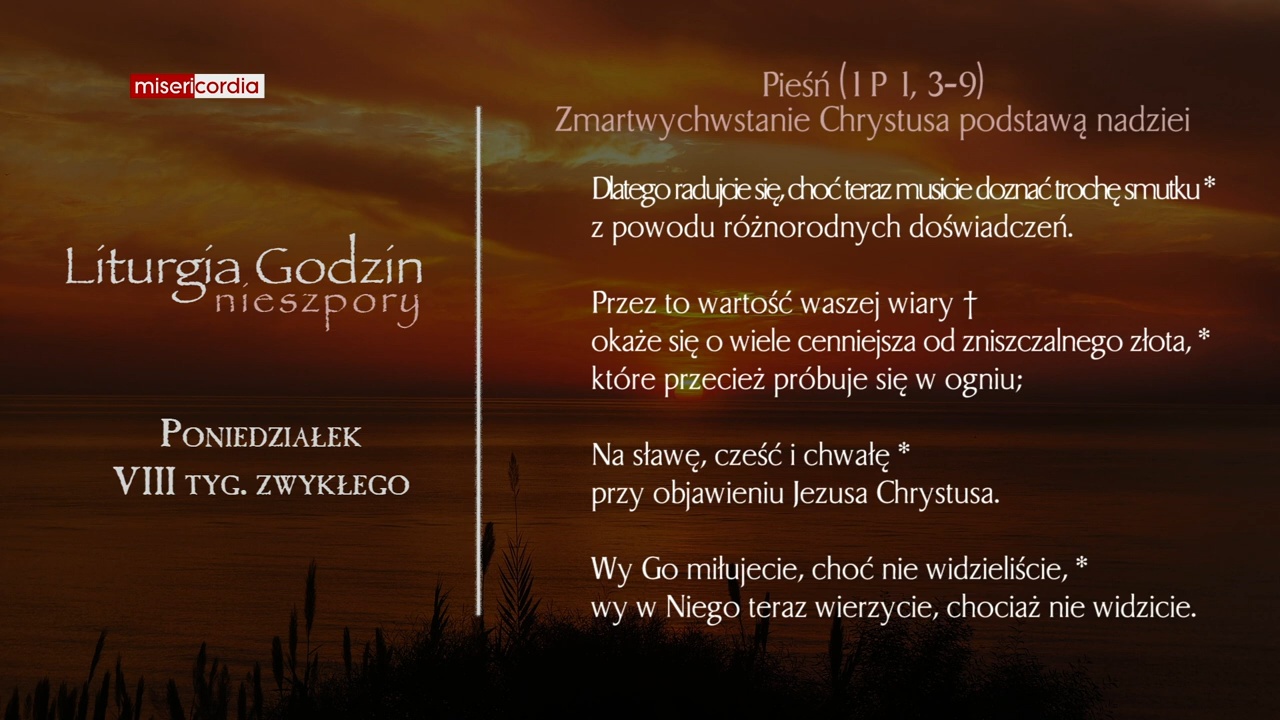 misericordia
Liturgia Godzin
nieszpory
Poniedziałek
VIII tyg. zwykłego
Pieśń (1 P 1, 3-9)
Zmartwychwstanie Chrystusa podstawą nadziei
Dlatego radujcie się, choć teraz musicie doznać trochę smutku *
z powodu różnorodnych doświadczeń.
Przez to wartość waszej wiary †
okaże się o wiele cenniejsza od zniszczalnego złota, *
które przecież próbuje się w ogniu;
Na sławę, cześć i chwałę *
przy objawieniu Jezusa Chrystusa.
Wy Go miłujecie, choć nie widzieliście, *
wy w Niego teraz wierzycie, chociaż nie widzicie.